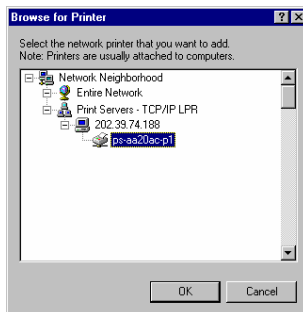 Browse for Printer
Select the network printer that you want to add.
Note: Printers are usually attached to computers.
Network Neighborhood
Entire Network
Print Servers - TCP/IP LPR
202.39.74.188
ps-aa20ac-p1
OK
Cancel